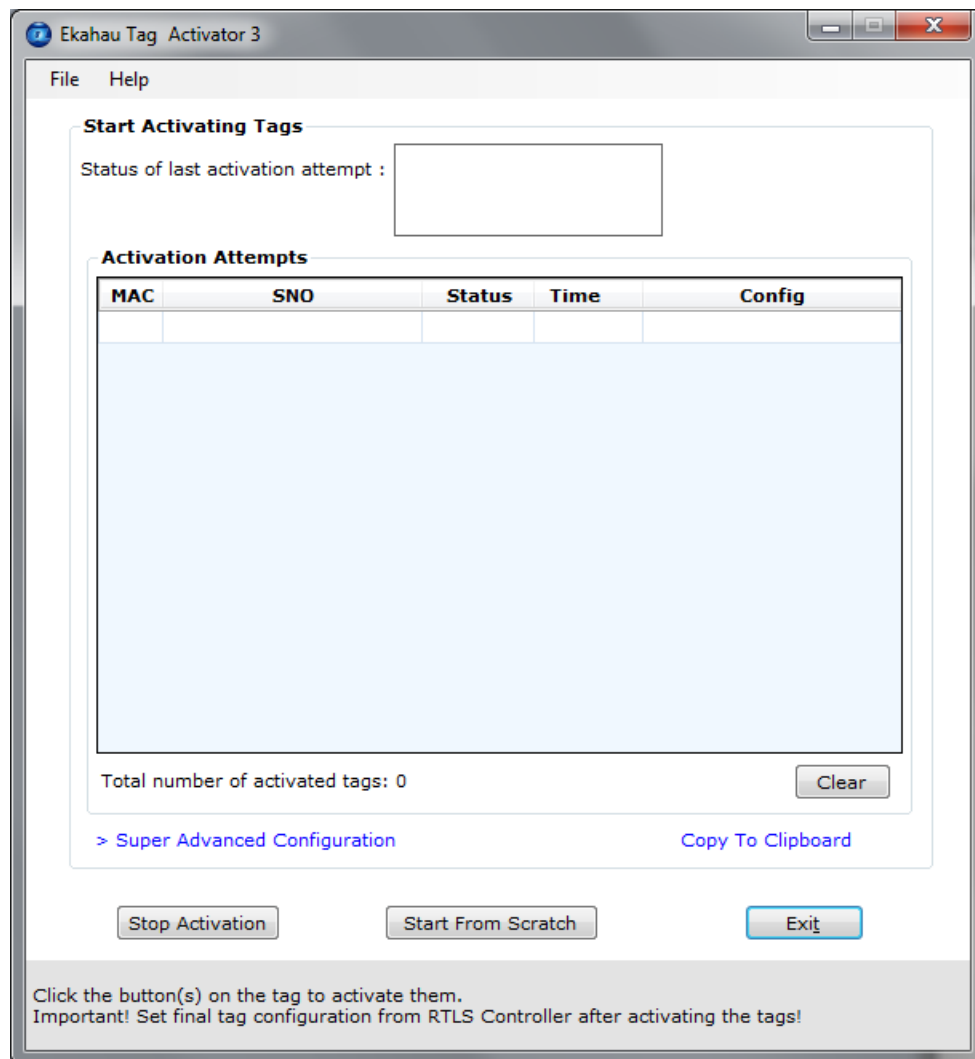 Ekahau Tag  Activator 3
File Help
Start Activating Tags
Status of last activation attempt :
Activation Attempts
MAC SNO Status Time Config
Total number of activated tags: 0
Clear
> Super Advanced Configuration Copy To Clipboard
Stop Activation Start From Scratch Exit
Click the button(s) on the tag to activate them.
Important! Set final tag configuration from RTLS Controller after activating the tags!